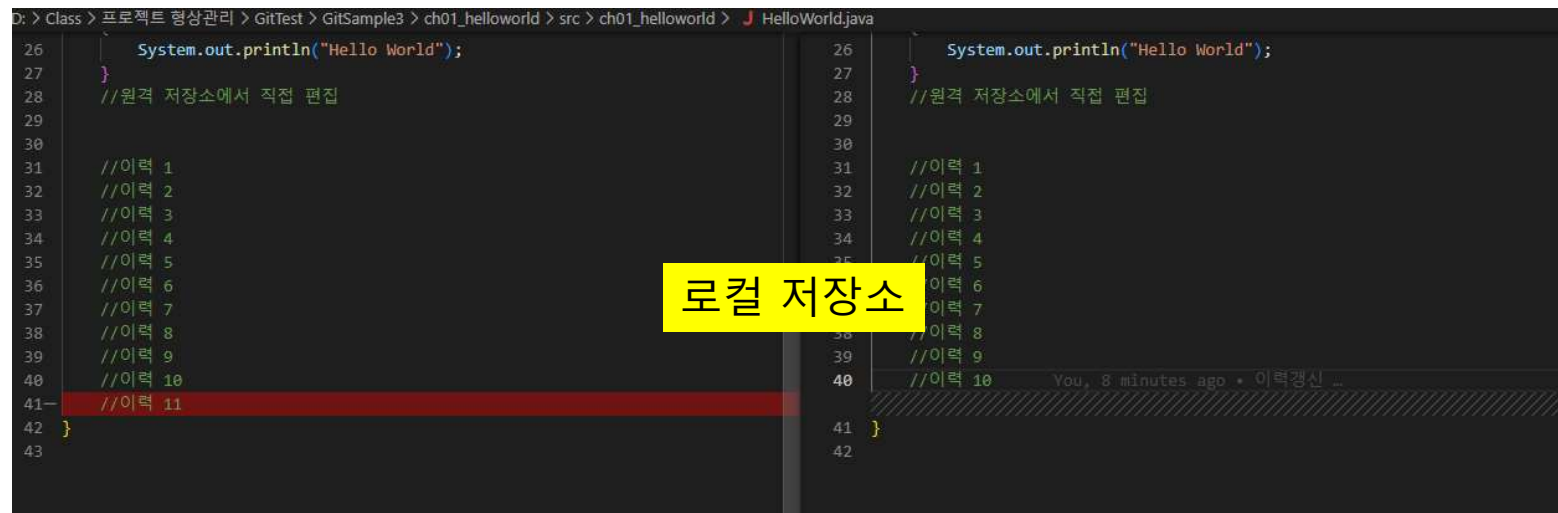 D: > Class > 프로젝트 형상관리 > GitTest > GitSample3 > ch01_helloworld > src > ch01_helloworld > J HelloWorld.java
26 System.out.println("Hello World");
27 }
28 //원격 저장소에서 직접 편집
29
30
31 //이력 1
32 //이력 2
33 //이력 3
34 //이력 4
35 //이력 5
36 //이력 6
37 //이력 7
38 //이력 8
39 //이력 9
40 //이력 10
41— //이력 11
42 }
43
26 System.out.println("Hello World");
27 }
28 //원격 저장소에서 직접 편집
29
30
31 //이력 1
32 //이력 2
33 //이력 3
34 //이력 4
35 //이력 5
이력 6
이력 7
38 //이력 8
39 //이력 9
40 //이력 10 You, 8 minutes ago • 이력갱신 …
41 }
42
로컬 저장소